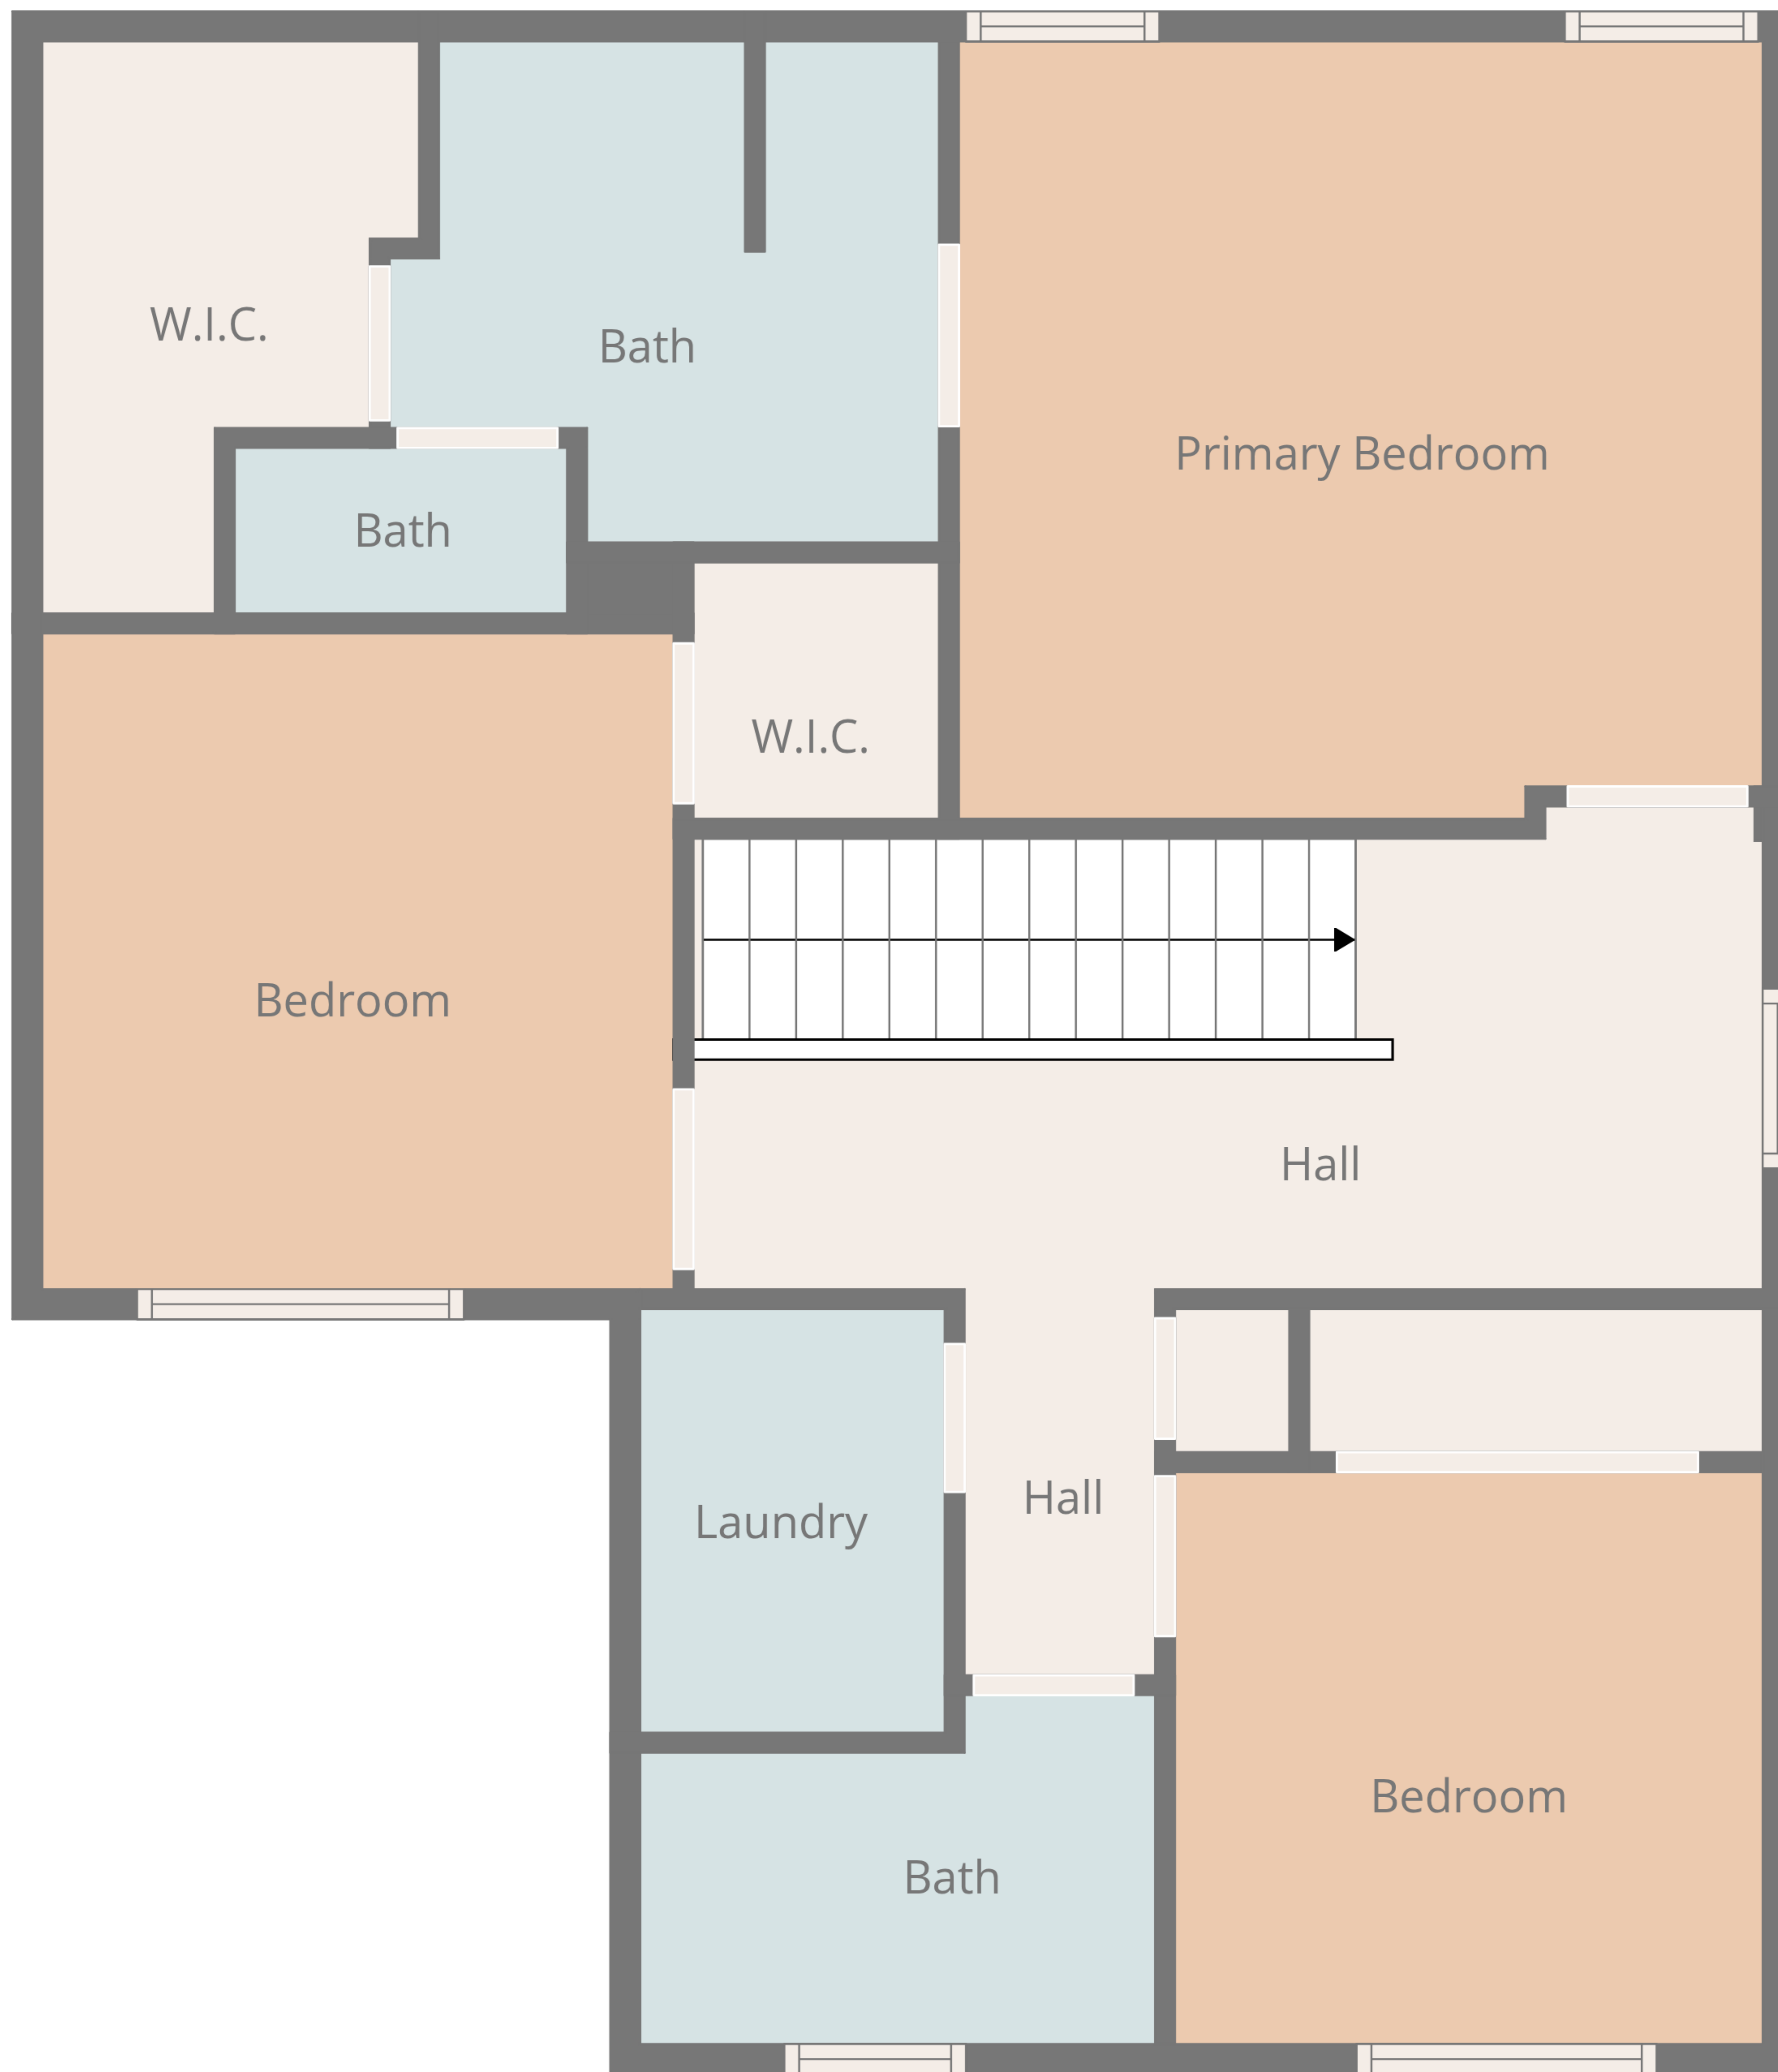 W.I.C.
Bath
Primary Bedroom
Bath
W.I.C.
Bedroom
Hall
Hall
Laundry
Bedroom
Bath